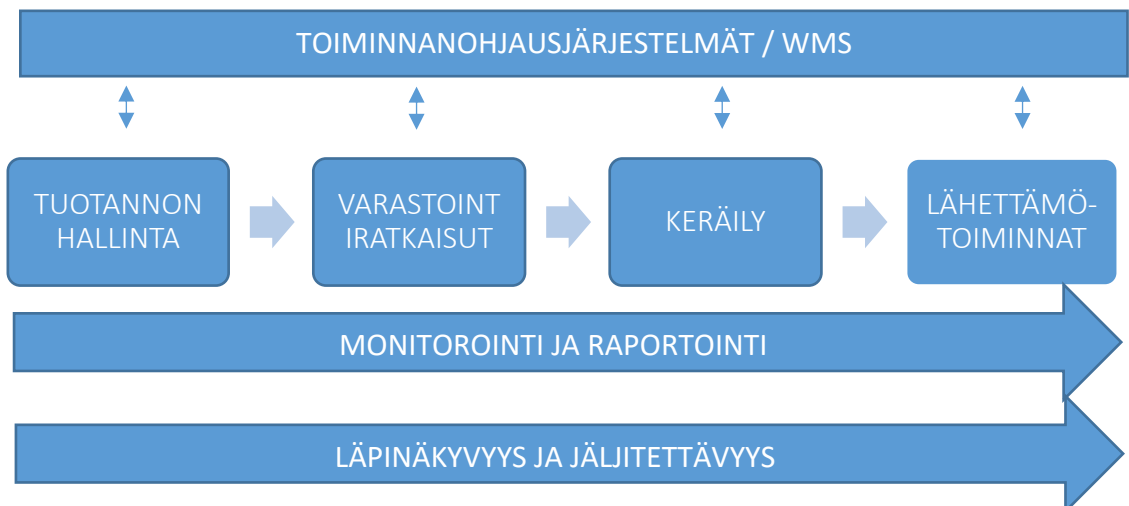 TOIMINNANOHJAUSJÄRJESTELMÄT / WMS
TUOTANNON
HALLINTA
VARASTOINT
IRATKAISUT
KERÄILY
LÄHETTÄMÖ-
TOIMINNAT
MONITOROINTI JA RAPORTOINTI
LÄPINÄKYVYYS JA JÄLJITETTÄVYYS